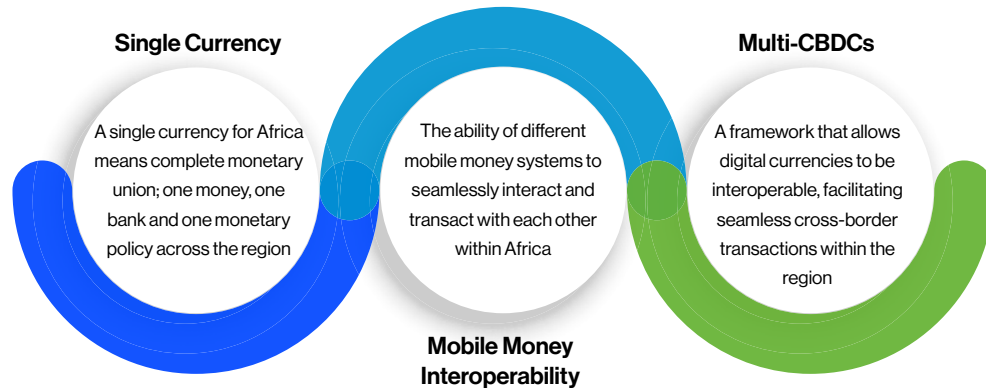 Single Currency
A single currency for Africa
means complete monetary
union; one money, one
bank and one monetary
policy across the region
The ability of different
mobile money systems to
seamlessly interact and
transact with each other
within Africa
Mobile Money
Interoperability
Multi-CBDCs
A framework that allows
digital currencies to be
interoperable, facilitating
seamless cross-border
transactions within the
region